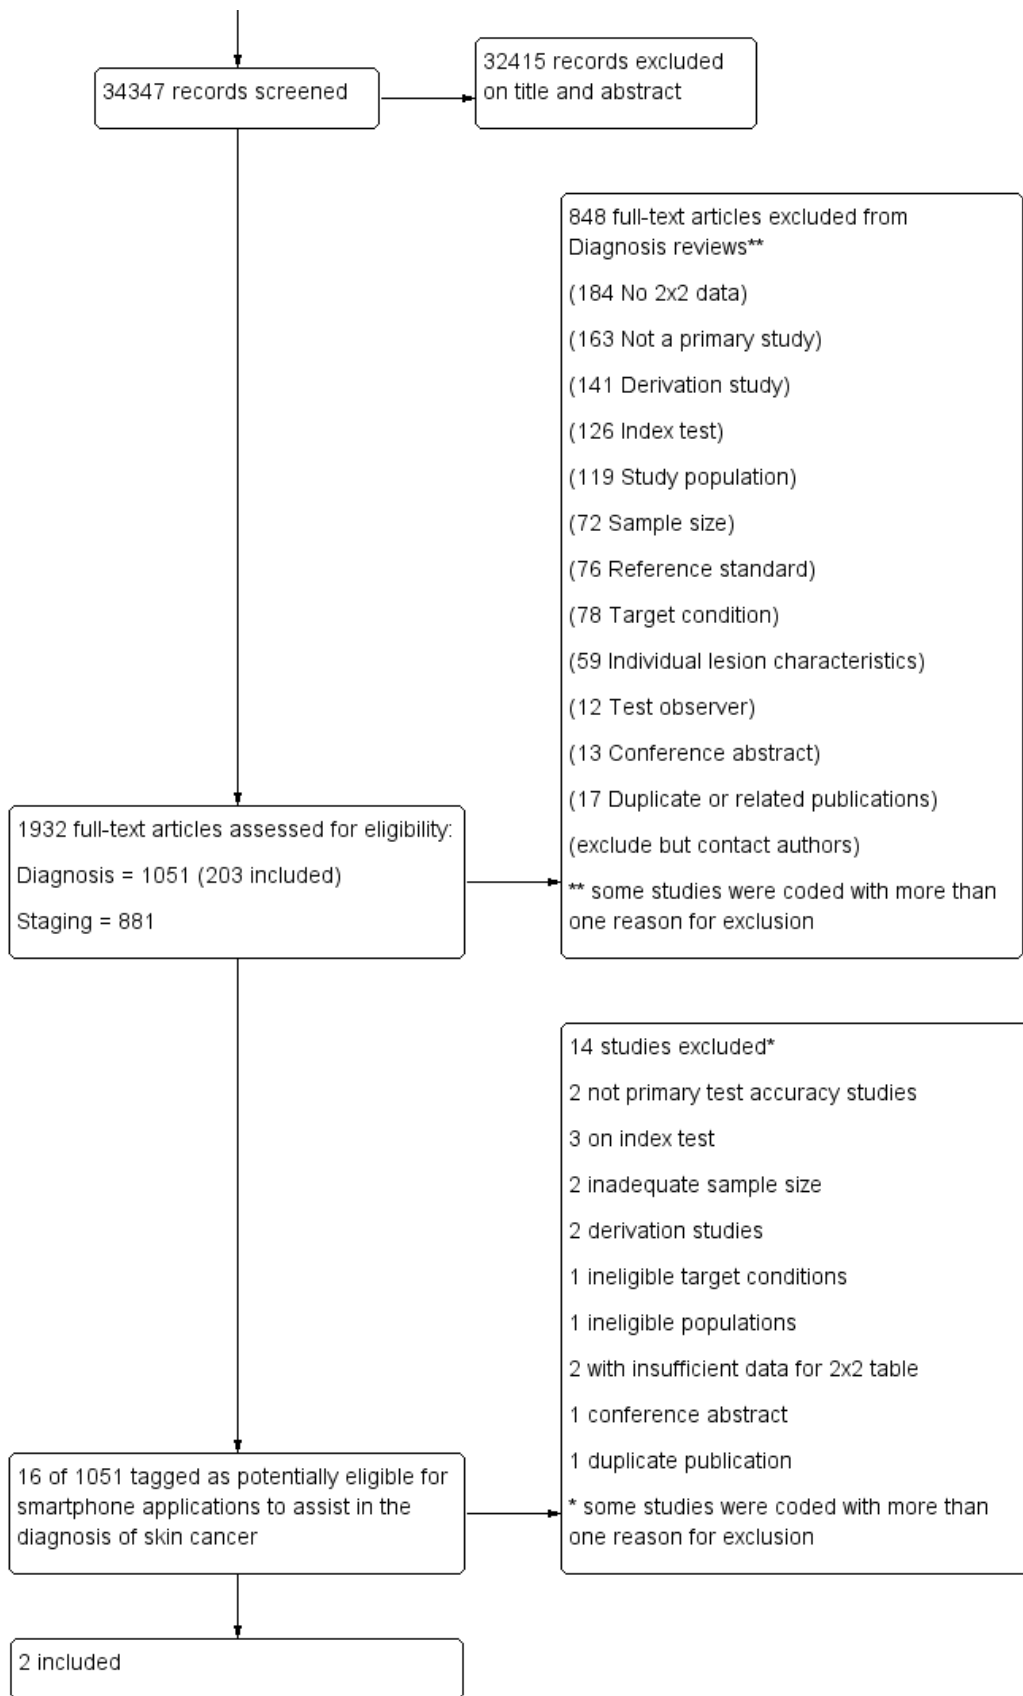 34347 records screened
32415 records excluded
on title and abstract
848 full-text articles excluded from
Diagnosis reviews**
(184 No 2x2 data)
(163 Not a primary study)
(141 Derivation study)
(126 Index test)
(119 Study population)
(72 Sample size)
(76 Reference standard)
(78 Target condition)
(59 Individual lesion characteristics)
(12 Test observer)
(13 Conference abstract)
(17 Duplicate or related publications)
(exclude but contact authors)
** some studies were coded with more than
one reason for exclusion
1932 full-text articles assessed for eligibility:
Diagnosis = 1051 (203 included)
Staging = 881
14 studies excluded*
2 not primary test accuracy studies
3 on index test
2 inadequate sample size
2 derivation studies
1 ineligible target conditions
1 ineligible populations
2 with insufficient data for 2x2 table
1 conference abstract
1 duplicate publication
* some studies were coded with more than
one reason for exclusion
16 of 1051 tagged as potentially eligible for
smartphone applications to assist in the
diagnosis of skin cancer
2 included